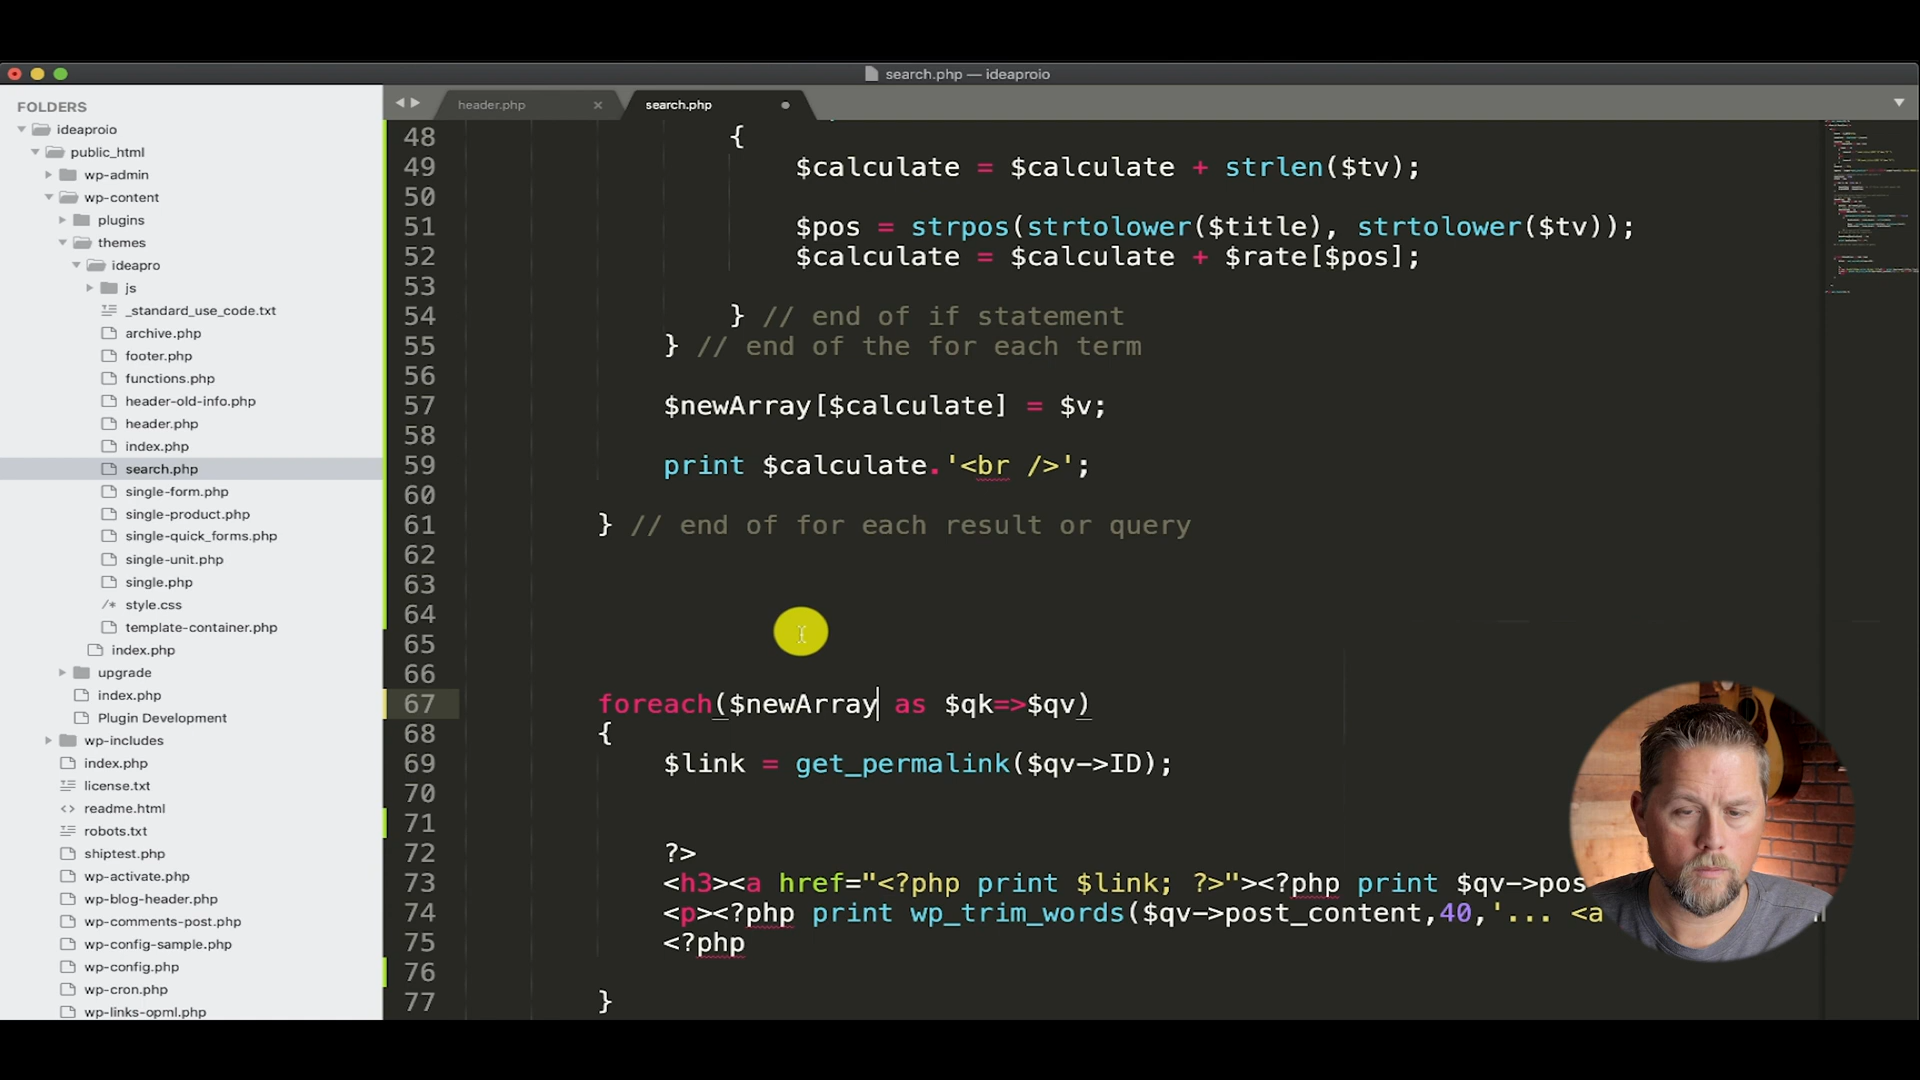 search.php — ideaproio
FOLDERS
ideaproio
public_html
wp-admin
wp-content
plugins
themes
ideapro
js
_standard_use_code.txt
archive.php
footer.php
functions.php
header-old-info.php
header.php
index.php
search.php
single-form.php
single-product.php
single-quick_forms.php
single-unit.php
single.php
/* style.css
template-container.php
index.php
upgrade
index.php
Plugin Development
wp-includes
index.php
license.txt
<> readme.html
robots.txt
shiptest.php
wp-activate.php
wp-blog-header.php
wp-comments-post.php
wp-config-sample.php
wp-config.php
wp-cron.php
wp-links-opml.php
header.php ×
search.php
48 {
49 $calculate = $calculate + strlen($tv);
50
51 $pos = strpos(strtolower($title), strtolower($tv));
52 $calculate = $calculate + $rate[$pos];
53
54 } // end of if statement
55 } // end of the for each term
56
57 $newArray[$calculate] = $v;
58
59 print $calculate.'<br />';
60
61 } // end of for each result or query
62
63
64
65
66
67 foreach($newArray as $qk=>$qv)
68 {
69 $link = get_permalink($qv->ID);
70
71
72 ?>
73 <h3><a href="<?php print $link; ?>"><?php print $qv->pos
74 <p><?php print wp_trim_words($qv->post_content,40,'... <a
75 <?php
76
77 }